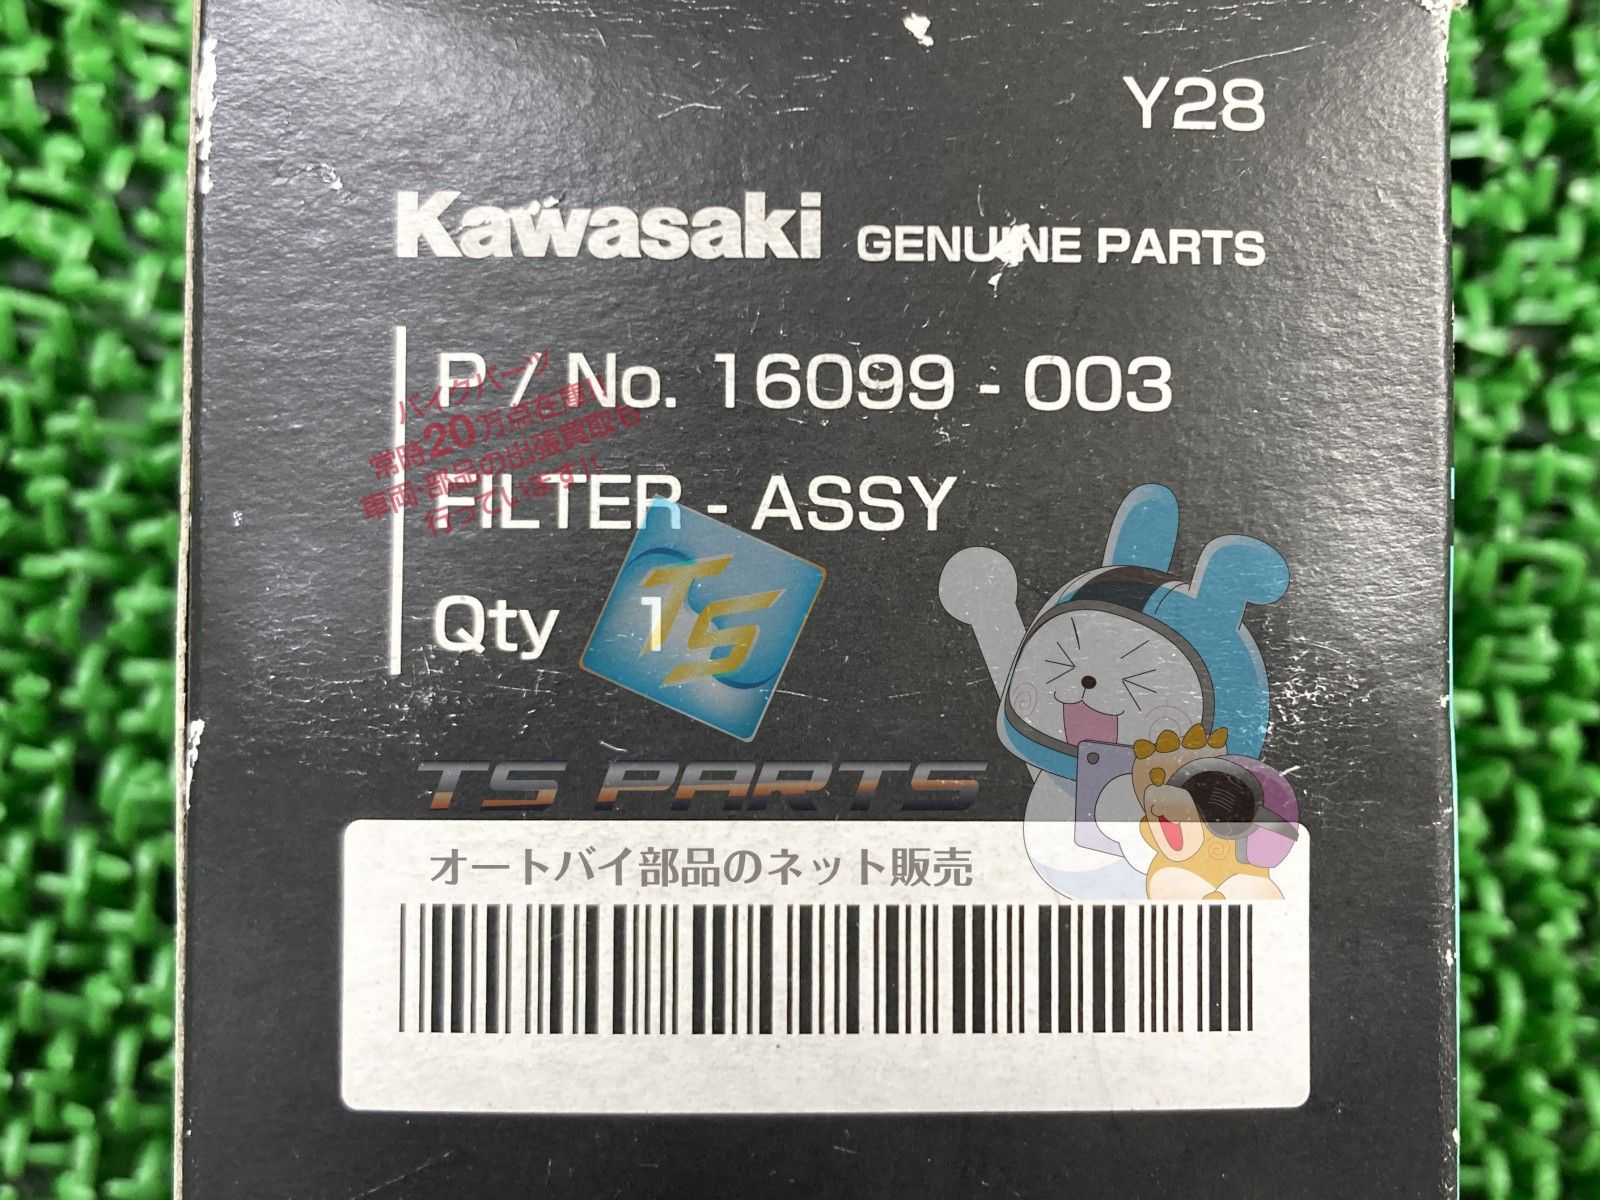 Y28
Kawasaki GENUINE PARTS
P / No. 16099 - 003
バイクパーツ
常時20万点在庫!
車両・部品の出張買取も
行っています!!
FILTER - ASSY
Qty 1
TS
TS PARTS
オートバイ部品のネット販売